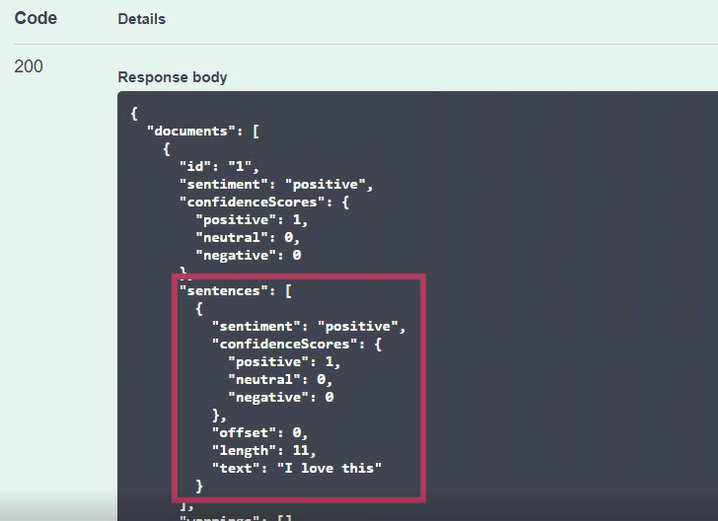 Code Details
200
Response body
{
"documents": [
{
"id": "1",
"sentiment": "positive",
"confidenceScores": {
"positive": 1,
"neutral": 0,
"negative": 0
},
"sentences": [
{
"sentiment": "positive",
"confidenceScores": {
"positive": 1,
"neutral": 0,
"negative": 0
},
"offset": 0,
"length": 11,
"text": "I love this"
}
],
"warnings": []